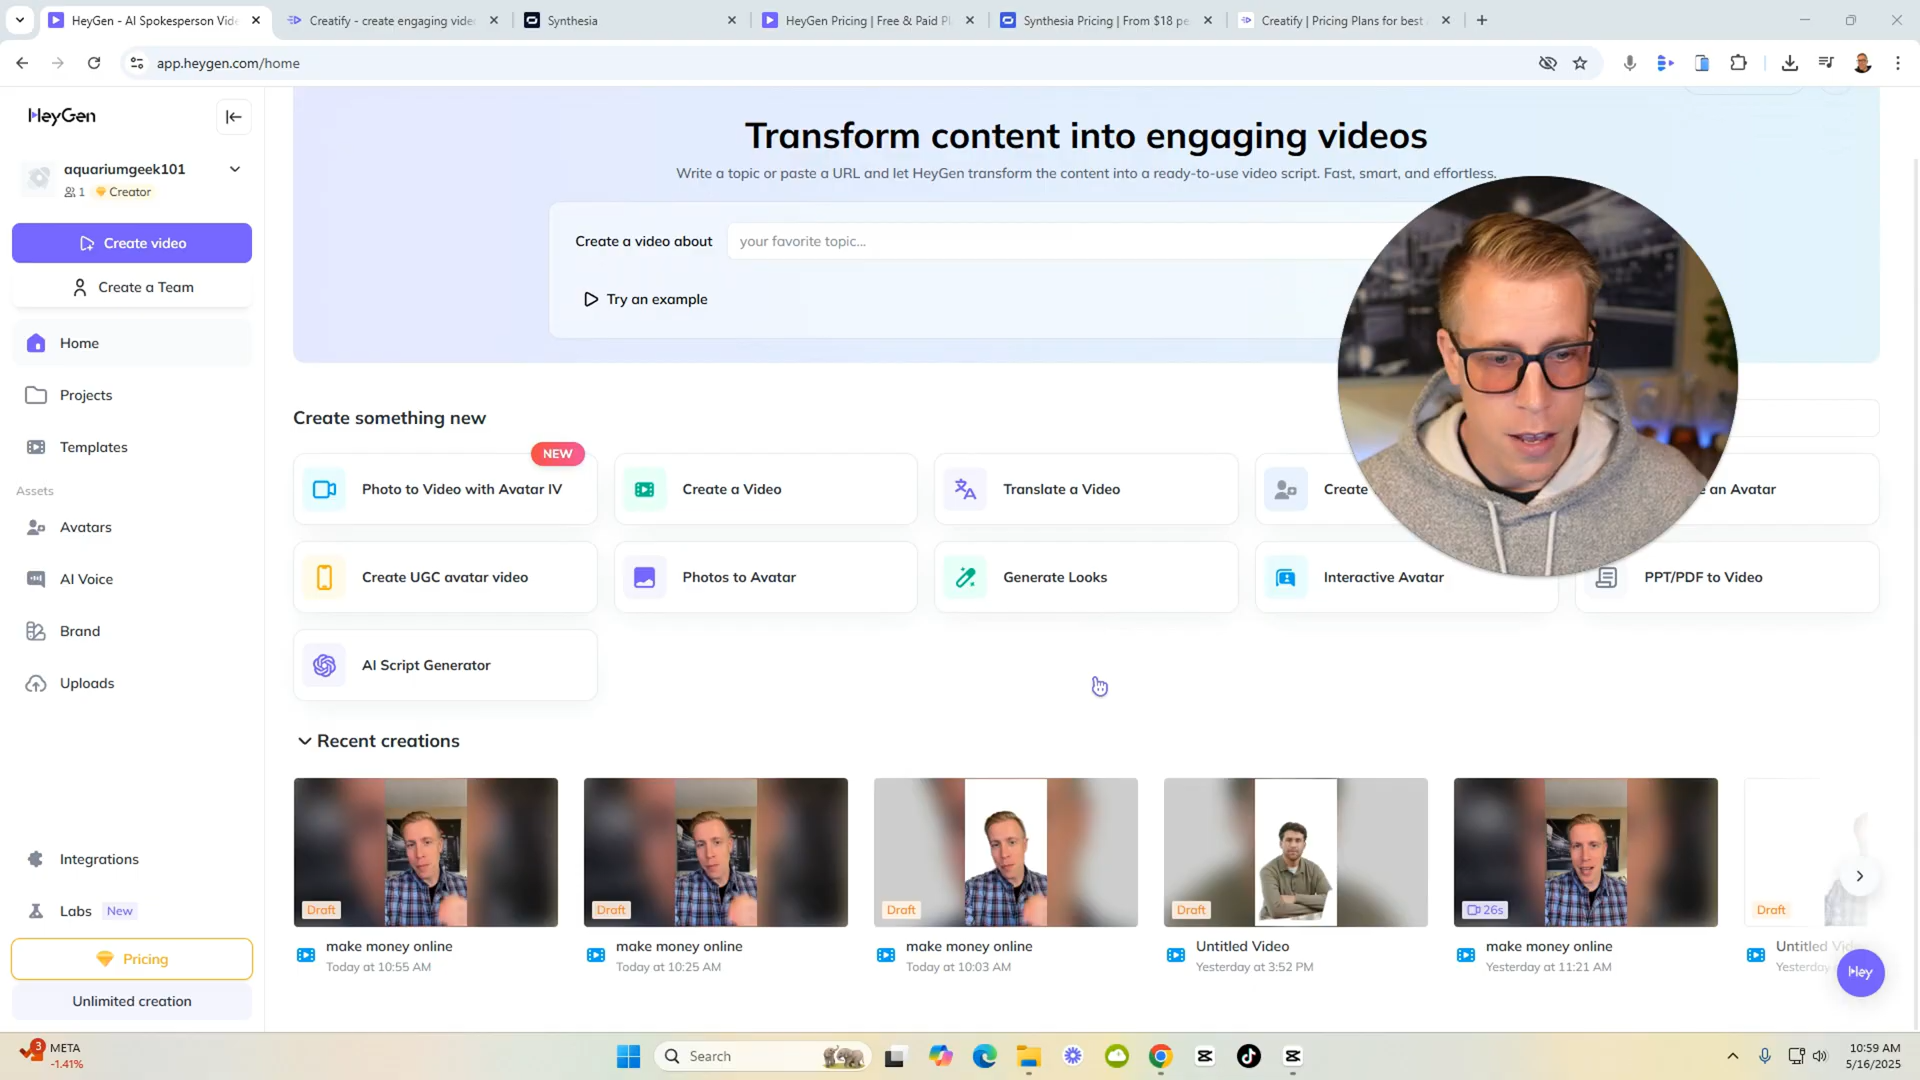 HeyGen - AI Spokesperson Vide
Creatify - create engaging vide
Synthesia
HeyGen Pricing | Free & Paid Pl
Synthesia Pricing | From $18 pe
Creatify | Pricing Plans for best
app.heygen.com/home
HeyGen
aquariumgeek101
1 Creator
Create video
Create a Team
Home
Projects
Templates
Assets
Avatars
AI Voice
Brand
Uploads
Integrations
Labs New
Pricing
Unlimited creation
Transform content into engaging videos
Write a topic or paste a URL and let HeyGen transform the content into a ready-to-use video script. Fast, smart, and effortless.
Create a video about
your favorite topic...
Try an example
Create something new
NEW
Photo to Video with Avatar IV
Create a Video
Translate a Video
Create
an Avatar
Create UGC avatar video
Photos to Avatar
Generate Looks
Interactive Avatar
PPT/PDF to Video
AI Script Generator
Recent creations
Draft
Draft
Draft
Draft
26s
Draft
make money online
Today at 10:55 AM
make money online
Today at 10:25 AM
make money online
Today at 10:03 AM
Untitled Video
Yesterday at 3:52 PM
make money online
Yesterday at 11:21 AM
Untitled Vid
Yesterday
Hey
3
META
-1.41%
Search
10:59 AM
5/16/2025